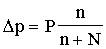 Δp = P n / (n + N)